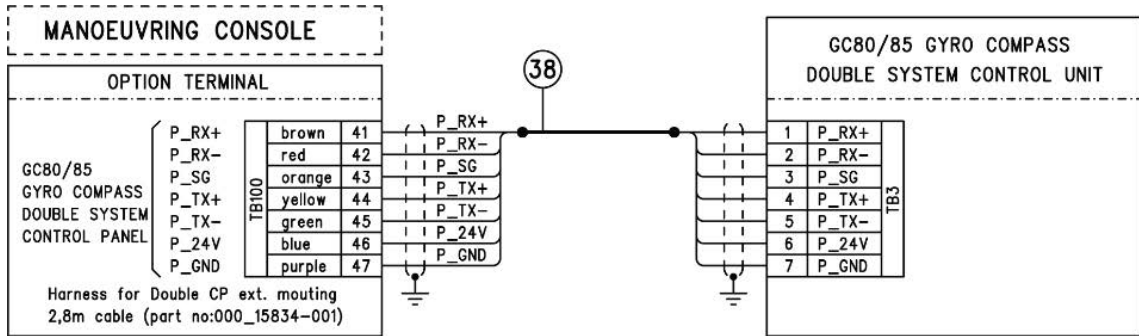 MANOEUVRING CONSOLE
OPTION TERMINAL
GC80/85
GYRO COMPASS
DOUBLE SYSTEM
CONTROL PANEL
P_RX+
P_RX-
P_SG
P_TX+
P_TX-
P_24V
P_GND
TB100
brown 41
red 42
orange 43
yellow 44
green 45
blue 46
purple 47
Harness for Double CP ext. mouting
2,8m cable (part no:000_15834-001)
P_RX+
P_RX-
P_SG
P_TX+
P_TX-
P_24V
P_GND
38
GC80/85 GYRO COMPASS
DOUBLE SYSTEM CONTROL UNIT
1 P_RX+
2 P_RX-
3 P_SG
4 P_TX+
5 P_TX-
6 P_24V
7 P_GND
TB3